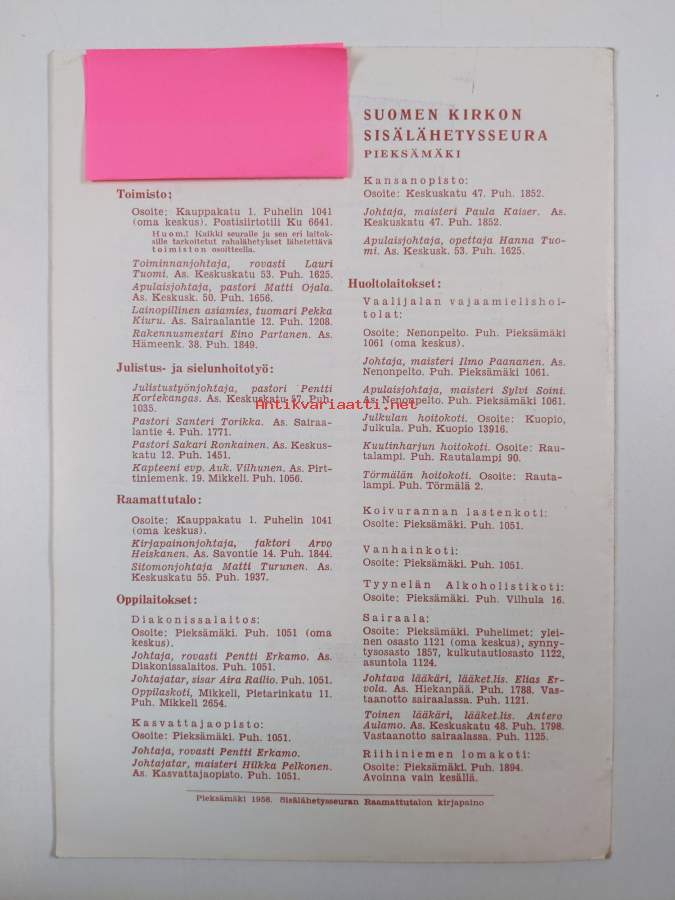 SUOMEN KIRKON
SISÄLÄHETYSSEURA
PIEKSÄMÄKI
Toimisto:
Osoite: Kauppakatu 1. Puhelin 1041
(oma keskus). Postisiirtotili Ku 6641.
Huom.! Kaikki seuralle ja sen eri laitok-
sille tarkoitetut rahalähetykset lähetettävä
toimiston osoitteella.
Toiminnanjohtaja, rovasti Lauri
Tuomi. As. Keskuskatu 53. Puh. 1625.
Apulaisjohtaja, pastori Matti Ojala.
As. Keskusk. 50. Puh. 1656.
Lainopillinen asiamies, tuomari Pekka
Kiuru. As. Sairaalantie 12. Puh. 1208.
Rakennusmestari Eino Partanen. As.
Hämeenk. 38. Puh. 1849.
Julistus- ja sielunhoitotyö:
Julistustyönjohtaja, pastori Pentti
Kortekangas. As. Keskuskatu 57. Puh.
1035.
Pastori Santeri Torikka. As. Sairaa-
lantie 4. Puh. 1771.
Pastori Sakari Ronkainen. As. Keskus-
katu 12. Puh. 1451.
Kapteeni evp. Auk. Vilhunen. As. Pirt-
tiniemenk. 19. Mikkeli. Puh. 1056.
Raamattutalo:
Osoite: Kauppakatu 1. Puhelin 1041
(oma keskus).
Kirjapainonjohtaja, faktori Arvo
Heiskanen. As. Savontie 14. Puh. 1844.
Sitomonjohtaja Matti Turunen. As.
Keskuskatu 55. Puh. 1937.
Oppilaitokset:
Diakonissalaitos:
Osoite: Pieksämäki. Puh. 1051 (oma
keskus).
Johtaja, rovasti Pentti Erkamo. As.
Diakonissalaitos. Puh. 1051.
Johtajatar, sisar Aira Railio. Puh. 1051.
Oppilaskoti, Mikkeli, Pietarinkatu 11.
Puh. Mikkeli 2654.
Kasvattajaopisto:
Osoite: Pieksämäki. Puh. 1051.
Johtaja, rovasti Pentti Erkamo.
Johtajatar, maisteri Hilkka Pelkonen.
As. Kasvattajaopisto. Puh. 1051.
Kansanopisto:
Osoite: Keskuskatu 47. Puh. 1852.
Johtaja, maisteri Paula Kaiser. As.
Keskuskatu 47. Puh. 1852.
Apulaisjohtaja, opettaja Hanna Tuo-
mi. As. Keskusk. 53. Puh. 1625.
Huoltolaitokset:
Vaalijalan vajaamielishoi-
tolat:
Osoite: Nenonpelto. Puh. Pieksämäki
1061 (oma keskus).
Johtaja, maisteri Ilmo Paananen. As.
Nenonpelto. Puh. Pieksämäki 1061.
Apulaisjohtaja, maisteri Sylvi Soini.
As. Nenonpelto. Puh. Pieksämäki 1061.
Julkulan hoitokoti. Osoite: Kuopio,
Julkula. Puh. Kuopio 13916.
Kuutinharjun hoitokoti. Osoite: Rau-
talampi. Puh. Rautalampi 90.
Törmälän hoitokoti. Osoite: Rauta-
lampi. Puh. Törmälä 2.
Koivurannan lastenkoti:
Osoite: Pieksämäki. Puh. 1051.
Vanhainkoti:
Osoite: Pieksämäki. Puh. 1051.
Tyynelän Alkoholistikoti:
Osoite: Pieksämäki. Puh. Vilhula 16.
Sairaala:
Osoite: Pieksämäki. Puhelimet: ylei-
nen osasto 1121 (oma keskus), synny-
tysosasto 1857, kulkutautiosasto 1122,
asuntola 1124.
Johtava lääkäri, lääket.lis. Elias Er-
vola. As. Hiekanpää. Puh. 1788. Vas-
taanotto sairaalassa. Puh. 1121.
Toinen lääkäri, lääket.lis. Antero
Aulamo. As. Keskuskatu 48. Puh. 1798.
Vastaanotto sairaalassa. Puh. 1125.
Riihiniemen lomakoti:
Osoite: Pieksämäki. Puh. 1894.
Avoinna vain kesällä.
Pieksämäki 1958. Sisälähetysseuran Raamattutalon kirjapaino
Antikvariaatti.net